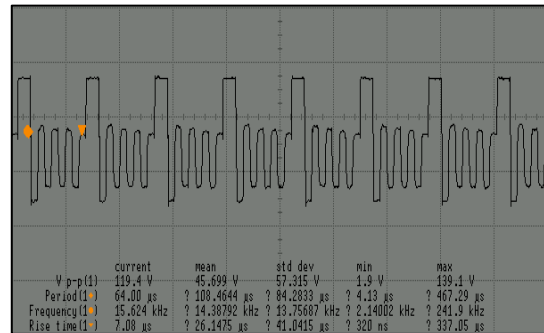 current mean std dev min max
V p-p(1) 119.4 V 45.699 V 57.315 V 1.9 V 139.1 V
Period(1) 64.00 µs ? 108.4644 µs ? 84.2833 µs ? 4.13 µs ? 467.29 µs
Frequency(1) 15.624 kHz ? 14.38792 kHz ? 13.75687 kHz ? 2.14002 kHz ? 241.9 kHz
Rise time(1) ? 7.08 µs ? 26.1475 µs ? 41.0415 µs ? 320 ns ? 337.05 µs